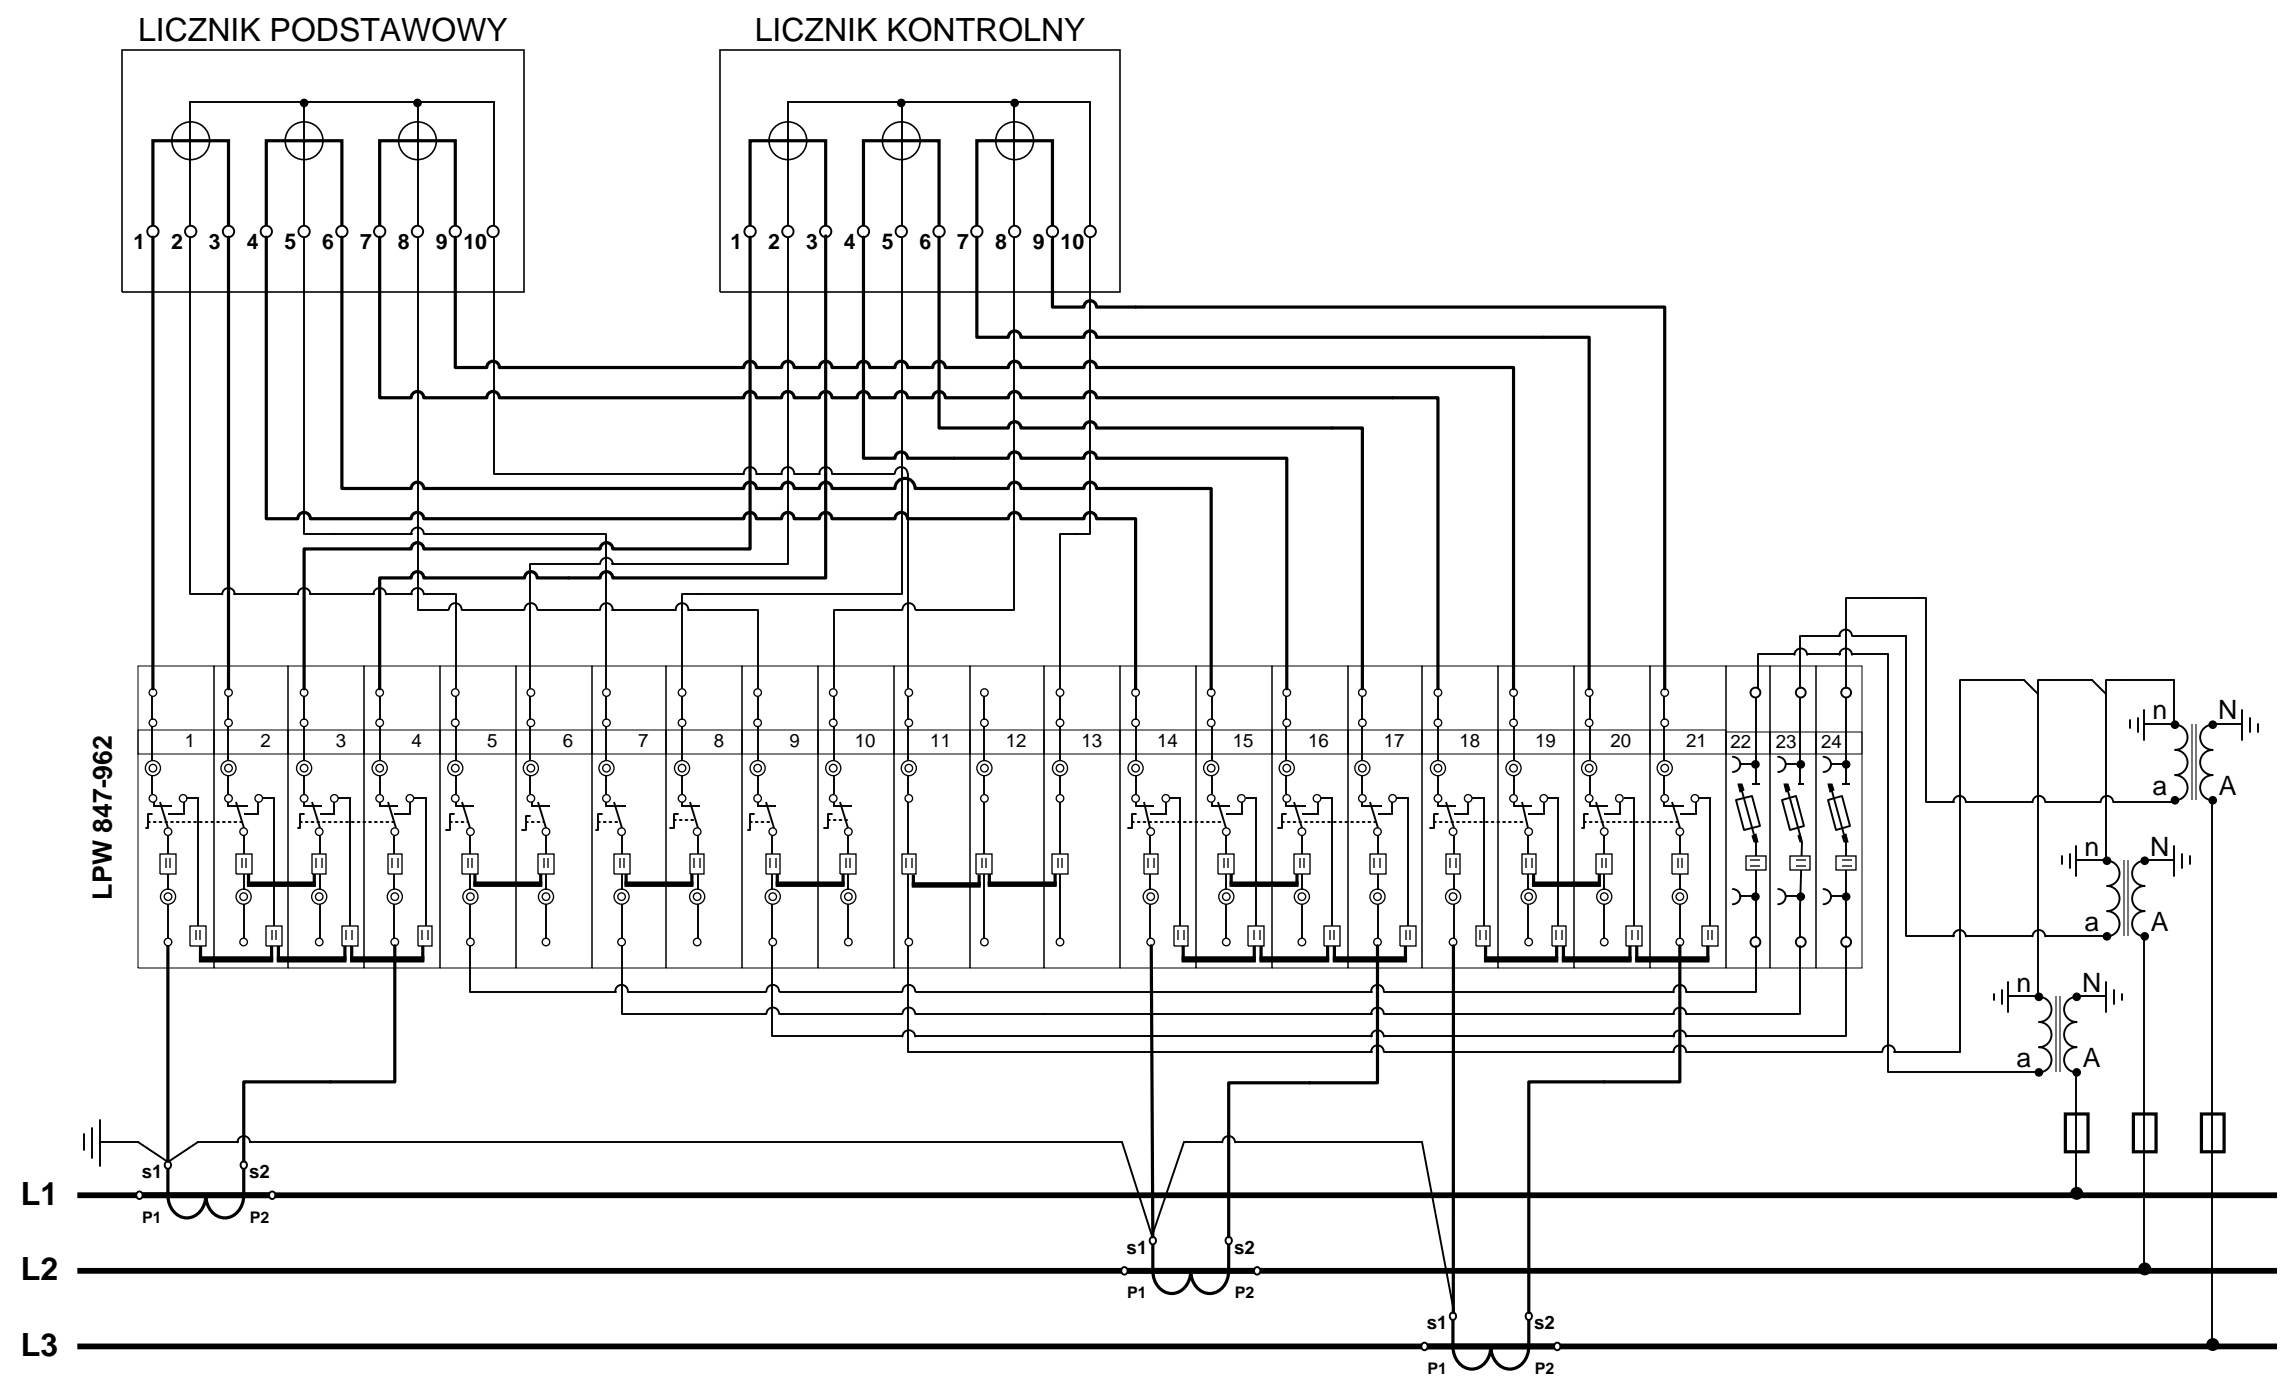 LICZNIK PODSTAWOWY LICZNIK KONTROLNY
1 2 3 4 5 6 7 8 9 10 1 2 3 4 5 6 7 8 9 10
LPW 847-962
1 2 3 4 5 6 7 8 9 10 11 12 13 14 15 16 17 18 19 20 21 22 23 24
n N
a A
n N
a A
n N
a A
s1 s2
L1
P1 P2
s1 s2
L2
P1 P2
s1 s2
L3
P1 P2